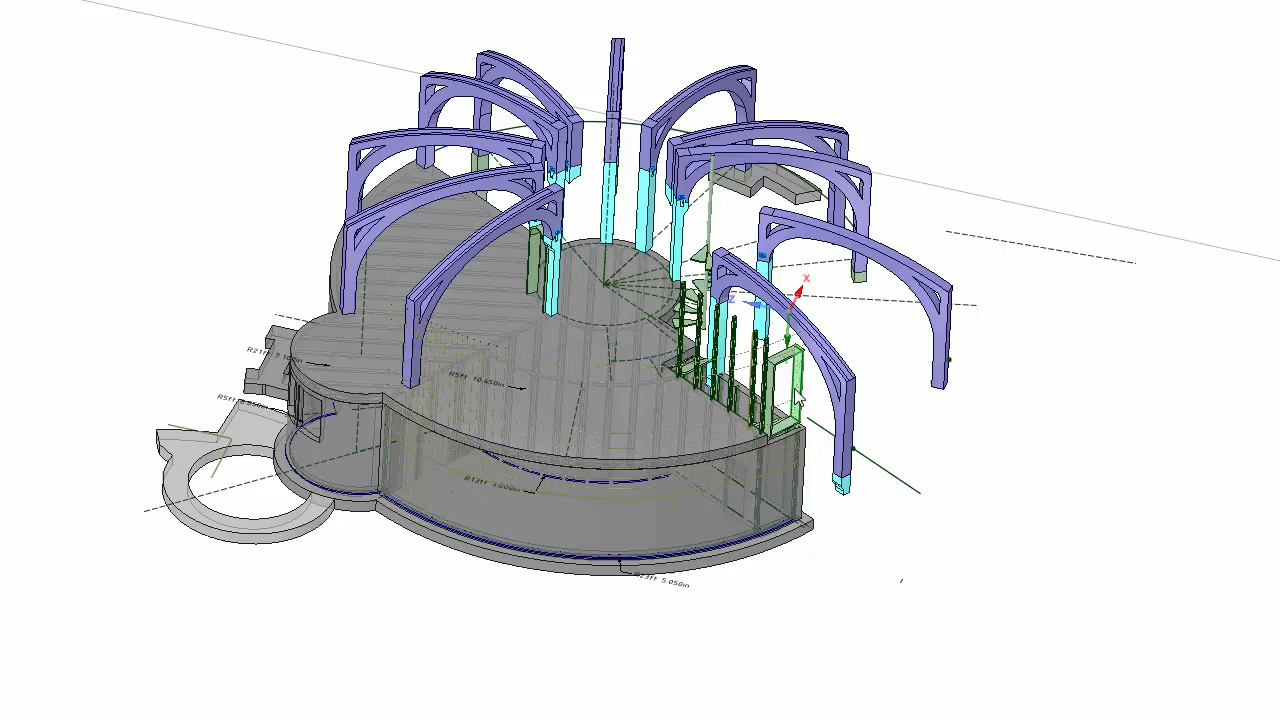 X
Z
R21ft 7.100in
R5ft 10.450in
R13ft 3.000in
R23ft 5.050in